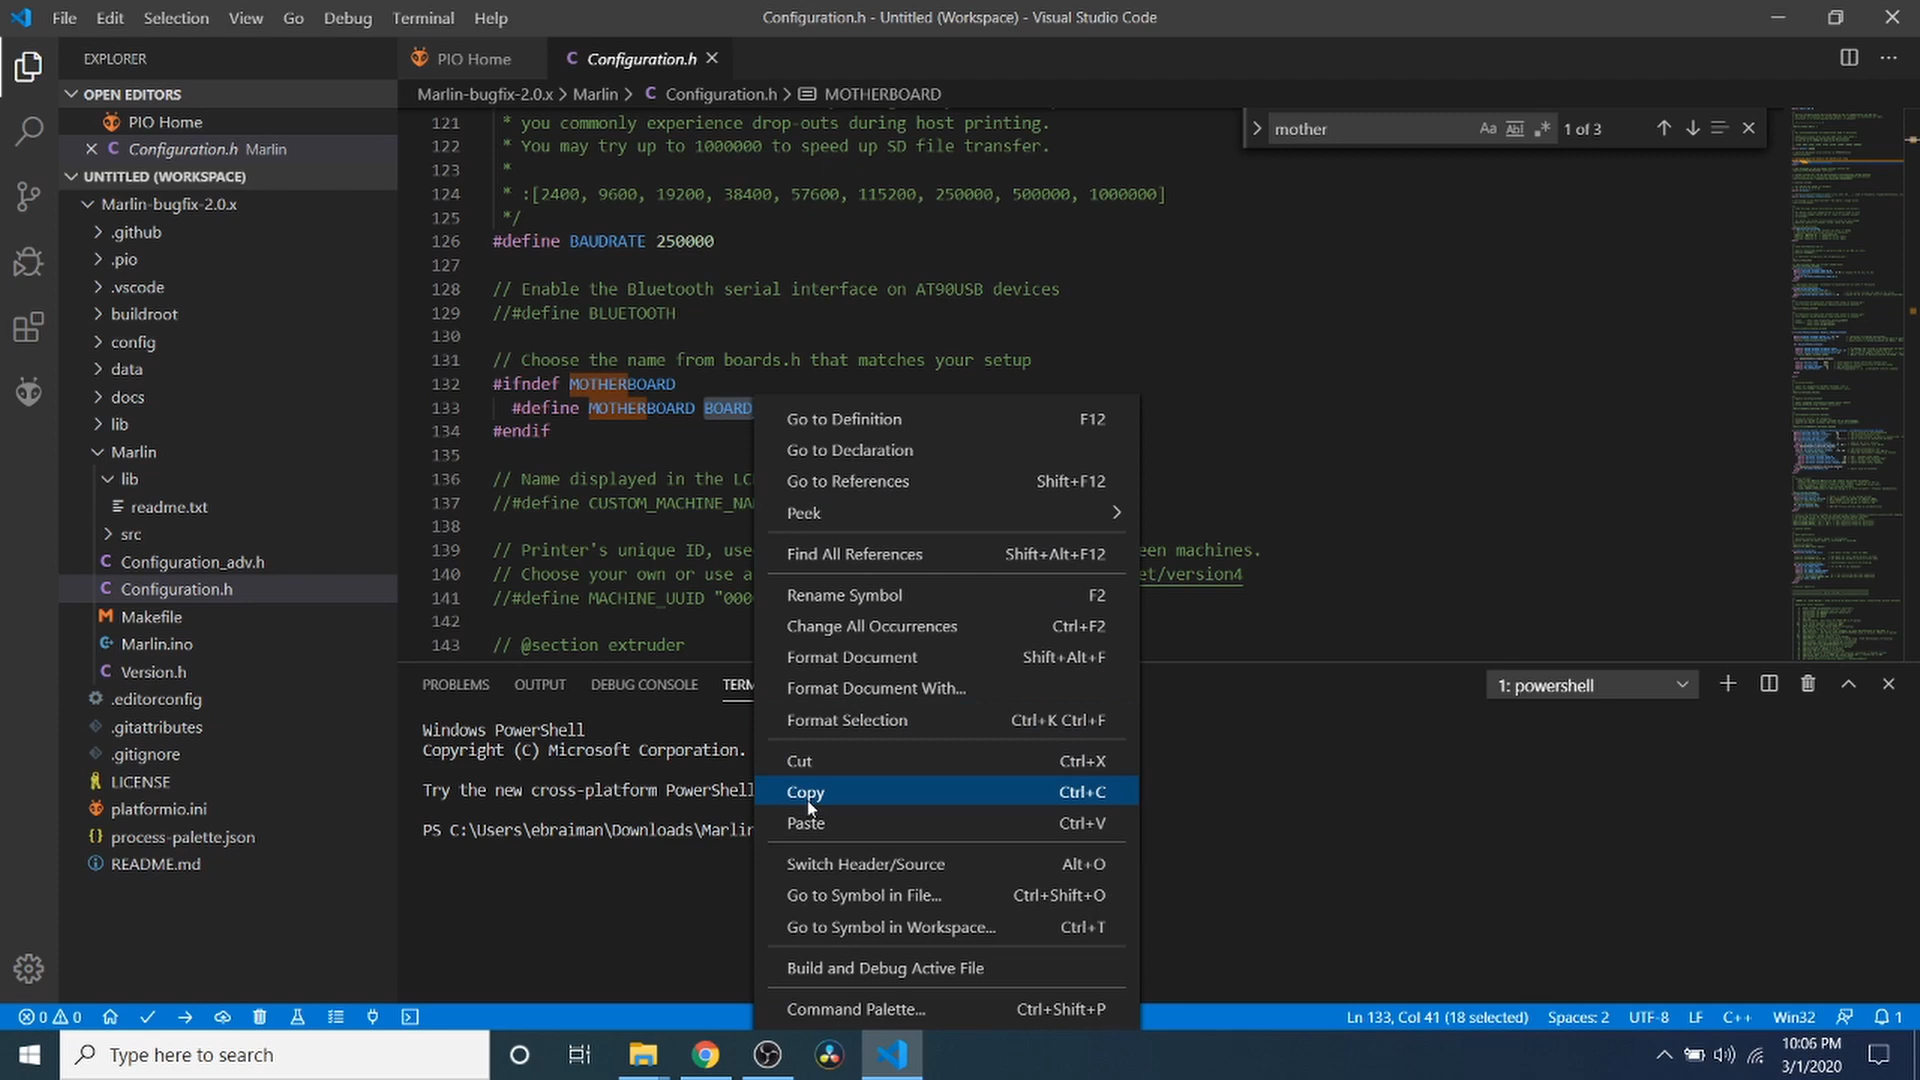 File Edit Selection View Go Debug Terminal Help
Configuration.h - Untitled (Workspace) - Visual Studio Code
EXPLORER
OPEN EDITORS
PIO Home
Configuration.h Marlin
UNTITLED (WORKSPACE)
Marlin-bugfix-2.0.x
.github
.pio
.vscode
buildroot
config
data
docs
lib
Marlin
lib
readme.txt
src
Configuration_adv.h
Configuration.h
Makefile
Marlin.ino
Version.h
.editorconfig
.gitattributes
.gitignore
LICENSE
platformio.ini
process-palette.json
README.md
PIO Home
Configuration.h
Marlin-bugfix-2.0.x > Marlin > C Configuration.h > MOTHERBOARD
mother Aa Abl .* 1 of 3
121 * you commonly experience drop-outs during host printing.
122 * You may try up to 1000000 to speed up SD file transfer.
123 *
124 * :[2400, 9600, 19200, 38400, 57600, 115200, 250000, 500000, 1000000]
125 */
126 #define BAUDRATE 250000
127
128 // Enable the Bluetooth serial interface on AT90USB devices
129 //#define BLUETOOTH
130
131 // Choose the name from boards.h that matches your setup
132 #ifndef MOTHERBOARD
133 #define MOTHERBOARD BOARD
134 #endif
135
136 // Name displayed in the LC
137 //#define CUSTOM_MACHINE_NA
138
139 // Printer's unique ID, use een machines.
140 // Choose your own or use a et/version4
141 //#define MACHINE_UUID "000
142
143 // @section extruder
Go to Definition F12
Go to Declaration
Go to References Shift+F12
Peek
Find All References Shift+Alt+F12
Rename Symbol F2
Change All Occurrences Ctrl+F2
Format Document Shift+Alt+F
Format Document With...
Format Selection Ctrl+K Ctrl+F
Cut Ctrl+X
Copy Ctrl+C
Paste Ctrl+V
Switch Header/Source Alt+O
Go to Symbol in File... Ctrl+Shift+O
Go to Symbol in Workspace... Ctrl+T
Build and Debug Active File
Command Palette... Ctrl+Shift+P
PROBLEMS OUTPUT DEBUG CONSOLE TERM
1: powershell
Windows PowerShell
Copyright (C) Microsoft Corporation.
Try the new cross-platform PowerShell
PS C:\Users\ebraiman\Downloads\Marlin
0 0
Ln 133, Col 41 (18 selected) Spaces: 2 UTF-8 LF C++ Win32 1
Type here to search
10:06 PM
3/1/2020